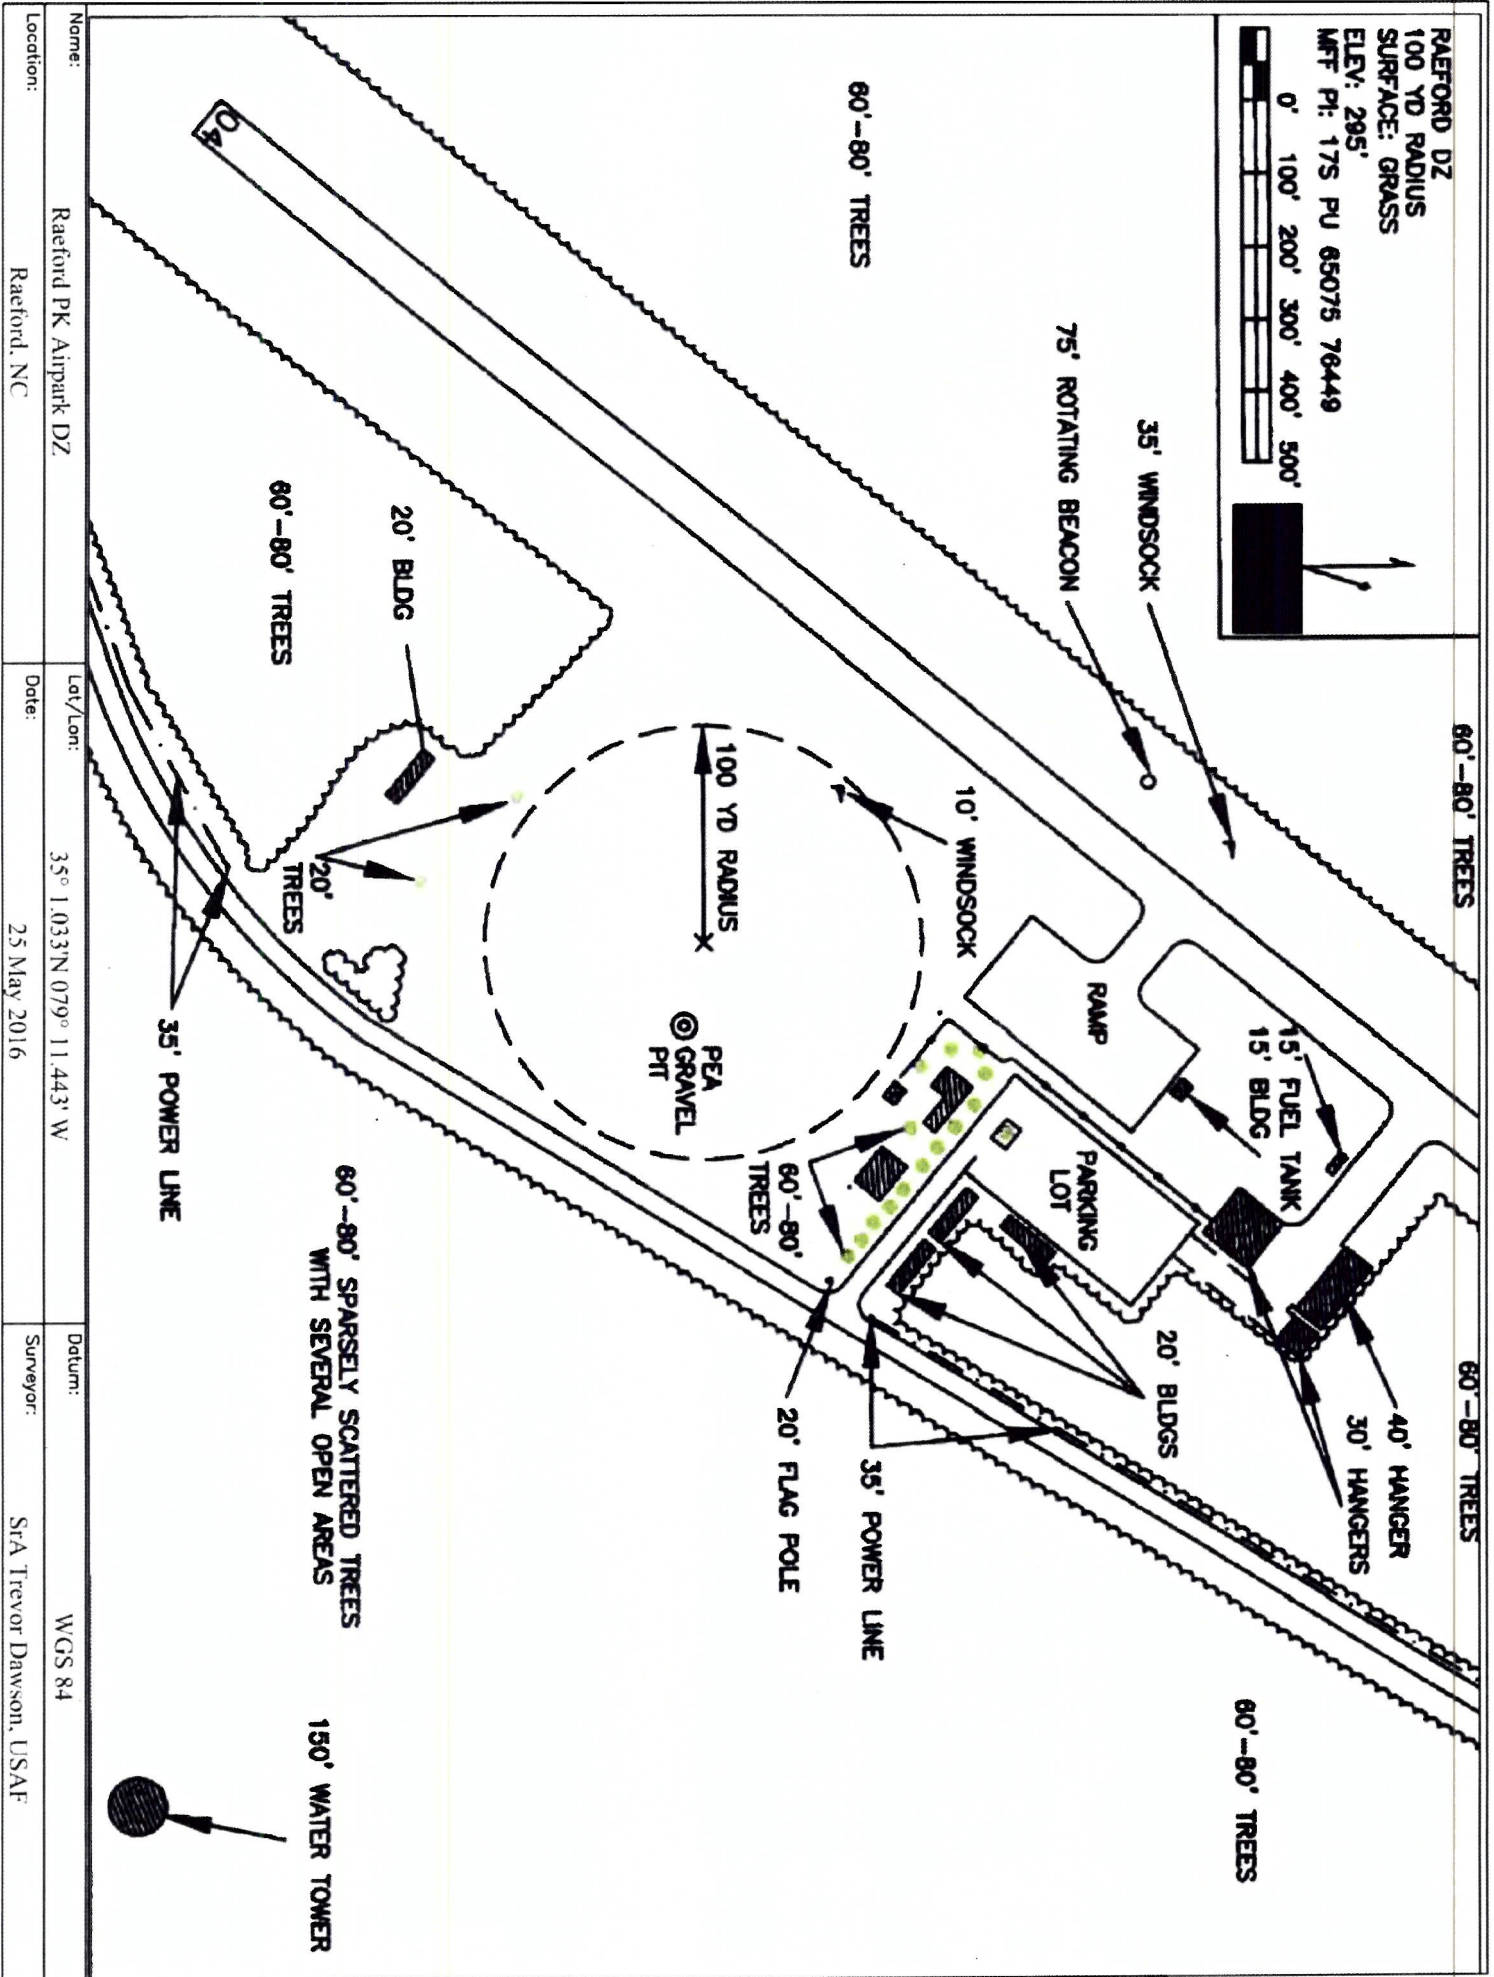 RAEFORD DZ
100 YD RADIUS
SURFACE: GRASS
ELEV: 295'
MFF PI: 17S PU 65075 76449
0' 100' 200' 300' 400' 500'
60'-80' TREES
60'-80' TREES
60'-80' TREES
35' WINDSOCK
75' ROTATING BEACON
04
40' HANGER
30' HANGERS
15' FUEL TANK
15' BLDG
RAMP
PARKING
LOT
20' BLDGS
60'-80' TREES
10' WINDSOCK
100 YD RADIUS
PEA
GRAVEL
PIT
60'-80'
TREES
35' POWER LINE
20' FLAG POLE
20' BLDG
60'-80' TREES
20'
TREES
35' POWER LINE
60'-80' SPARSELY SCATTERED TREES
WITH SEVERAL OPEN AREAS
150' WATER TOWER
Name: Raeford PK Airpark DZ
Lat/Lon: 35° 1.033'N 079° 11.443' W
Datum: WGS 84
Location: Raeford, NC
Date: 25 May 2016
Surveyor: SrA Trevor Dawson, USAF